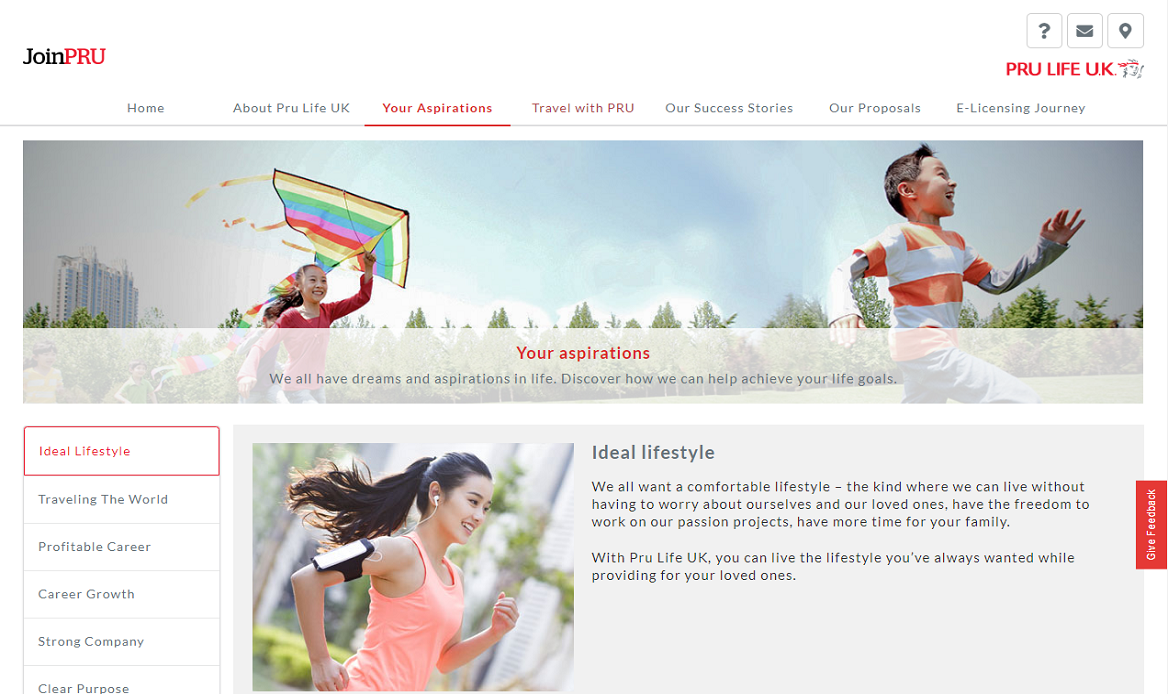 ?
JoinPRU
PRU LIFE U.K.
Home
About Pru Life UK
Your Aspirations
Travel with PRU
Our Success Stories
Our Proposals
E-Licensing Journey
Your aspirations
We all have dreams and aspirations in life. Discover how we can help achieve your life goals.
Ideal Lifestyle
Traveling The World
Profitable Career
Career Growth
Strong Company
Clear Purpose
Ideal lifestyle
We all want a comfortable lifestyle – the kind where we can live without
having to worry about ourselves and our loved ones, have the freedom to
work on our passion projects, have more time for your family.
With Pru Life UK, you can live the lifestyle you’ve always wanted while
providing for your loved ones.
Give Feedback